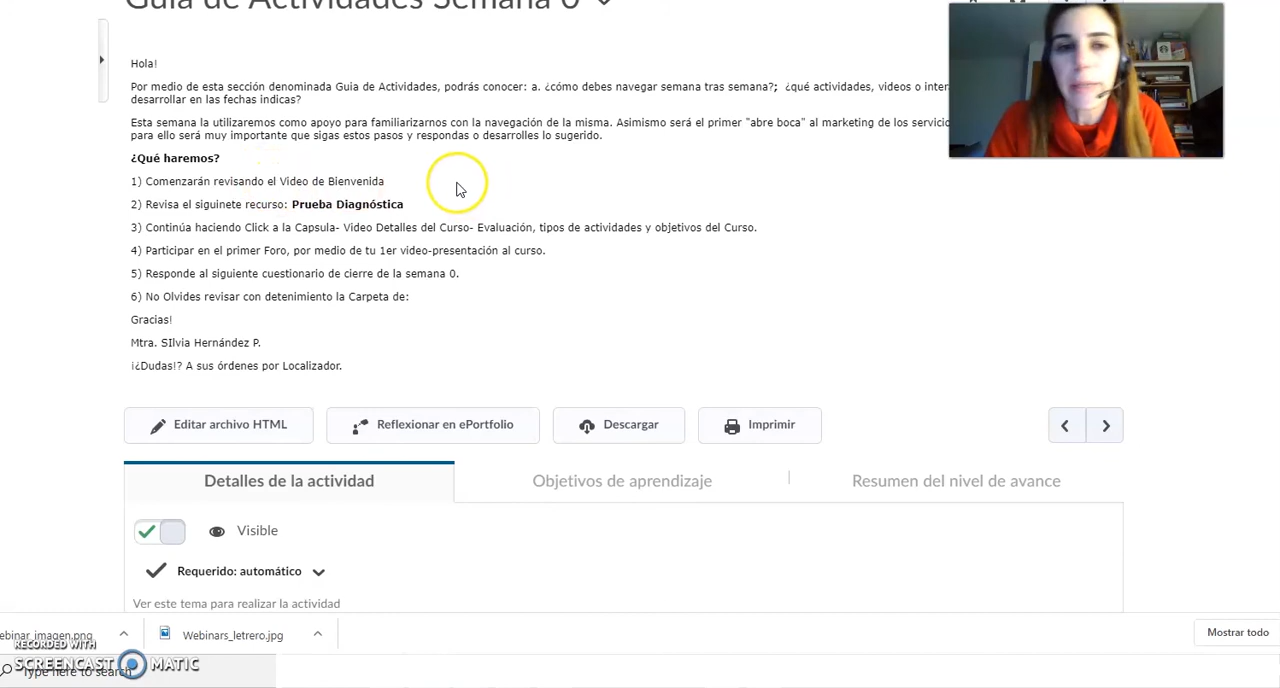 Guia de Actividades Semana 0
Hola!
Por medio de esta sección denominada Guia de Actividades, podrás conocer: a. ¿cómo debes navegar semana tras semana?; ¿qué actividades, videos o
desarrollar en las fechas indicas?
Esta semana la utilizaremos como apoyo para familiarizarnos con la navegación de la misma. Asimismo será el primer "abre boca" al marketing de los
para ello será muy importante que sigas estos pasos y respondas o desarrolles lo sugerido.
¿Qué haremos?
1) Comenzarán revisando el Video de Bienvenida
2) Revisa el siguinete recurso: Prueba Diagnóstica
3) Continúa haciendo Click a la Capsula- Video Detalles del Curso- Evaluación, tipos de actividades y objetivos del Curso.
4) Participar en el primer Foro, por medio de tu 1er video-presentación al curso.
5) Responde al siguiente cuestionario de cierre de la semana 0.
6) No Olvides revisar con detenimiento la Carpeta de:
Gracias!
Mtra. SIlvia Hernández P.
¡¿Dudas!? A sus órdenes por Localizador.
Editar archivo HTML Reflexionar en ePortfolio Descargar Imprimir
Detalles de la actividad Objetivos de aprendizaje Resumen del nivel de avance
Visible
Requerido: automático
Ver este tema para realizar la actividad
ebinar_imagen.png Webinars_letrero.jpg Mostrar todo
RECORDED WITH
SCREENCAST MATIC
Type here to search